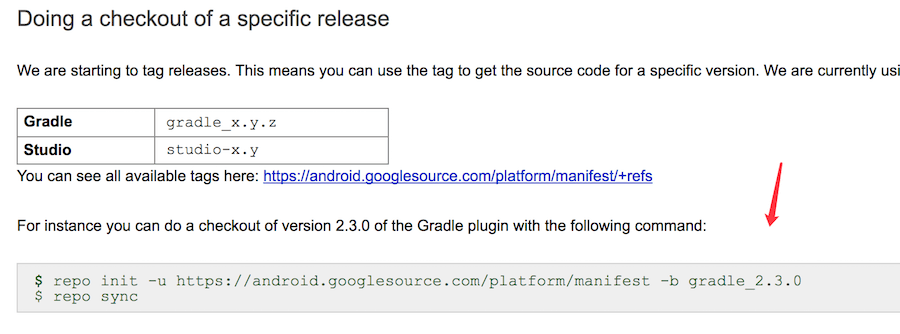 Doing a checkout of a specific release
We are starting to tag releases. This means you can use the tag to get the source code for a specific version. We are currently usi
Gradle gradle_x.y.z
Studio studio-x.y
You can see all available tags here: https://android.googlesource.com/platform/manifest/+refs
For instance you can do a checkout of version 2.3.0 of the Gradle plugin with the following command:
$ repo init -u https://android.googlesource.com/platform/manifest -b gradle_2.3.0
$ repo sync